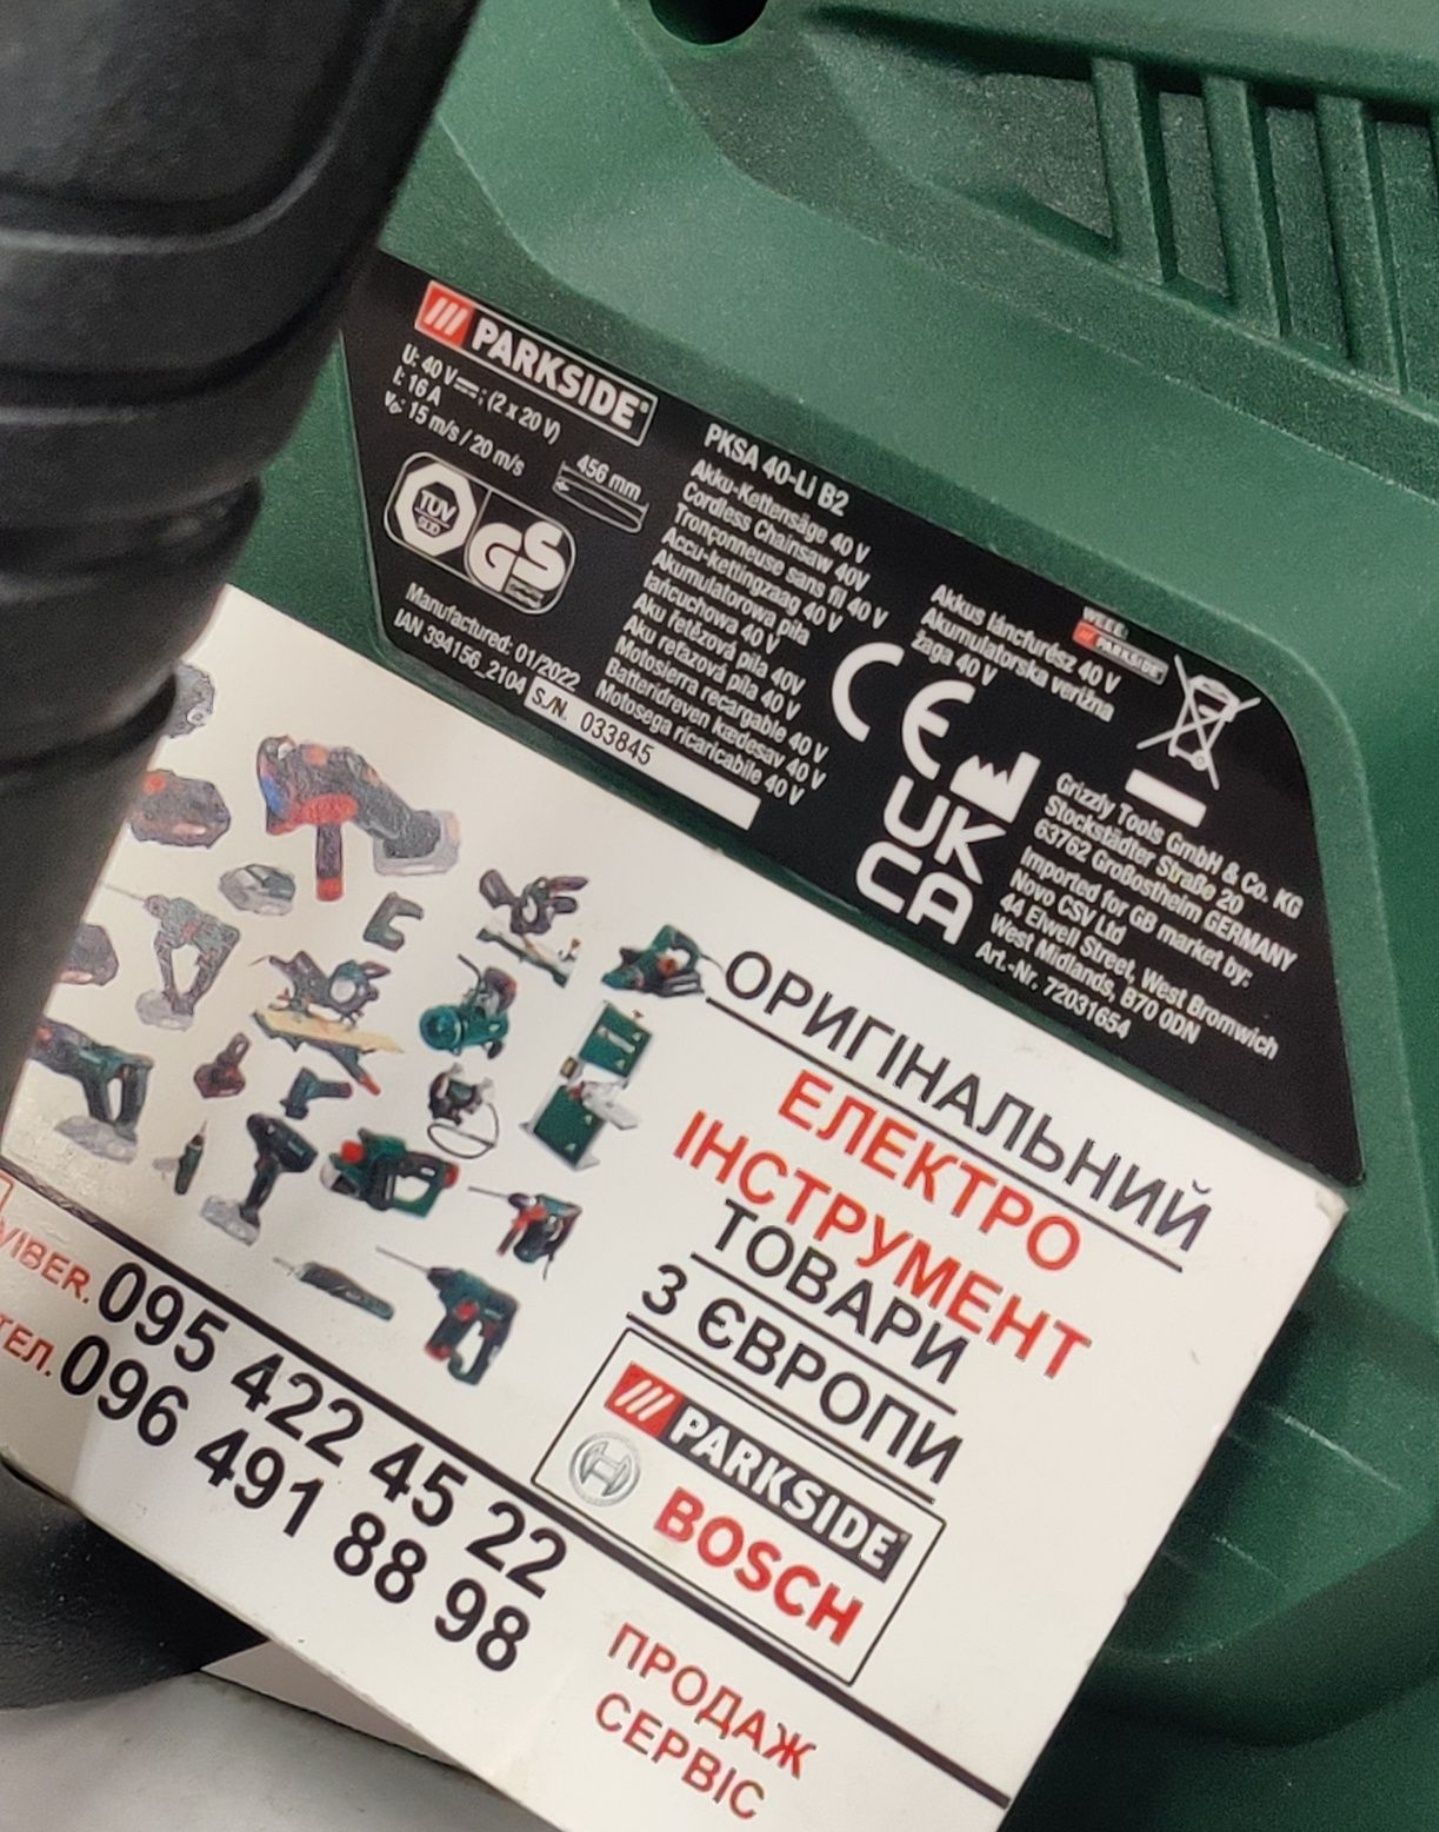 PARKSIDE®
U: 40 V ⎓; (2 x 20 V)
I: 16 A
v₀: 15 m/s / 20 m/s
456 mm
TÜV
SÜD
GS
Manufactured: 01/2022
IAN 394156_2104
S./N. 033845
PKSA 40-Li B2
Akku-Kettensäge 40 V
Cordless Chainsaw 40V
Tronçonneuse sans fil 40 V
Accu-kettingzaag 40 V
Akumulatorowa piła
łańcuchowa 40 V
Aku řetězová pila 40V
Aku reťazová píla 40 V
Motosierra recargable 40 V
Batteridreven kædesav 40 V
Motosega ricaricabile 40 V
Akkus láncfűrész 40 V
Akumulatorska verižna
žaga 40 V
CE
UK
CA
WEEE:
PARKSIDE®
Grizzly Tools GmbH & Co. KG
Stockstädter Straße 20
63762 Großostheim GERMANY
Imported for GB market by:
Novo CSV Ltd
44 Elwell Street, West Bromwich
West Midlands, B70 0DN
Art.-Nr. 72031654
ОРИГІНАЛЬНИЙ
ЕЛЕКТРО
ІНСТРУМЕНТ
ТОВАРИ
З ЄВРОПИ
PARKSIDE®
BOSCH
VIBER. 095 422 45 22
ТЕЛ. 096 491 88 98
ПРОДАЖ
СЕРВІС